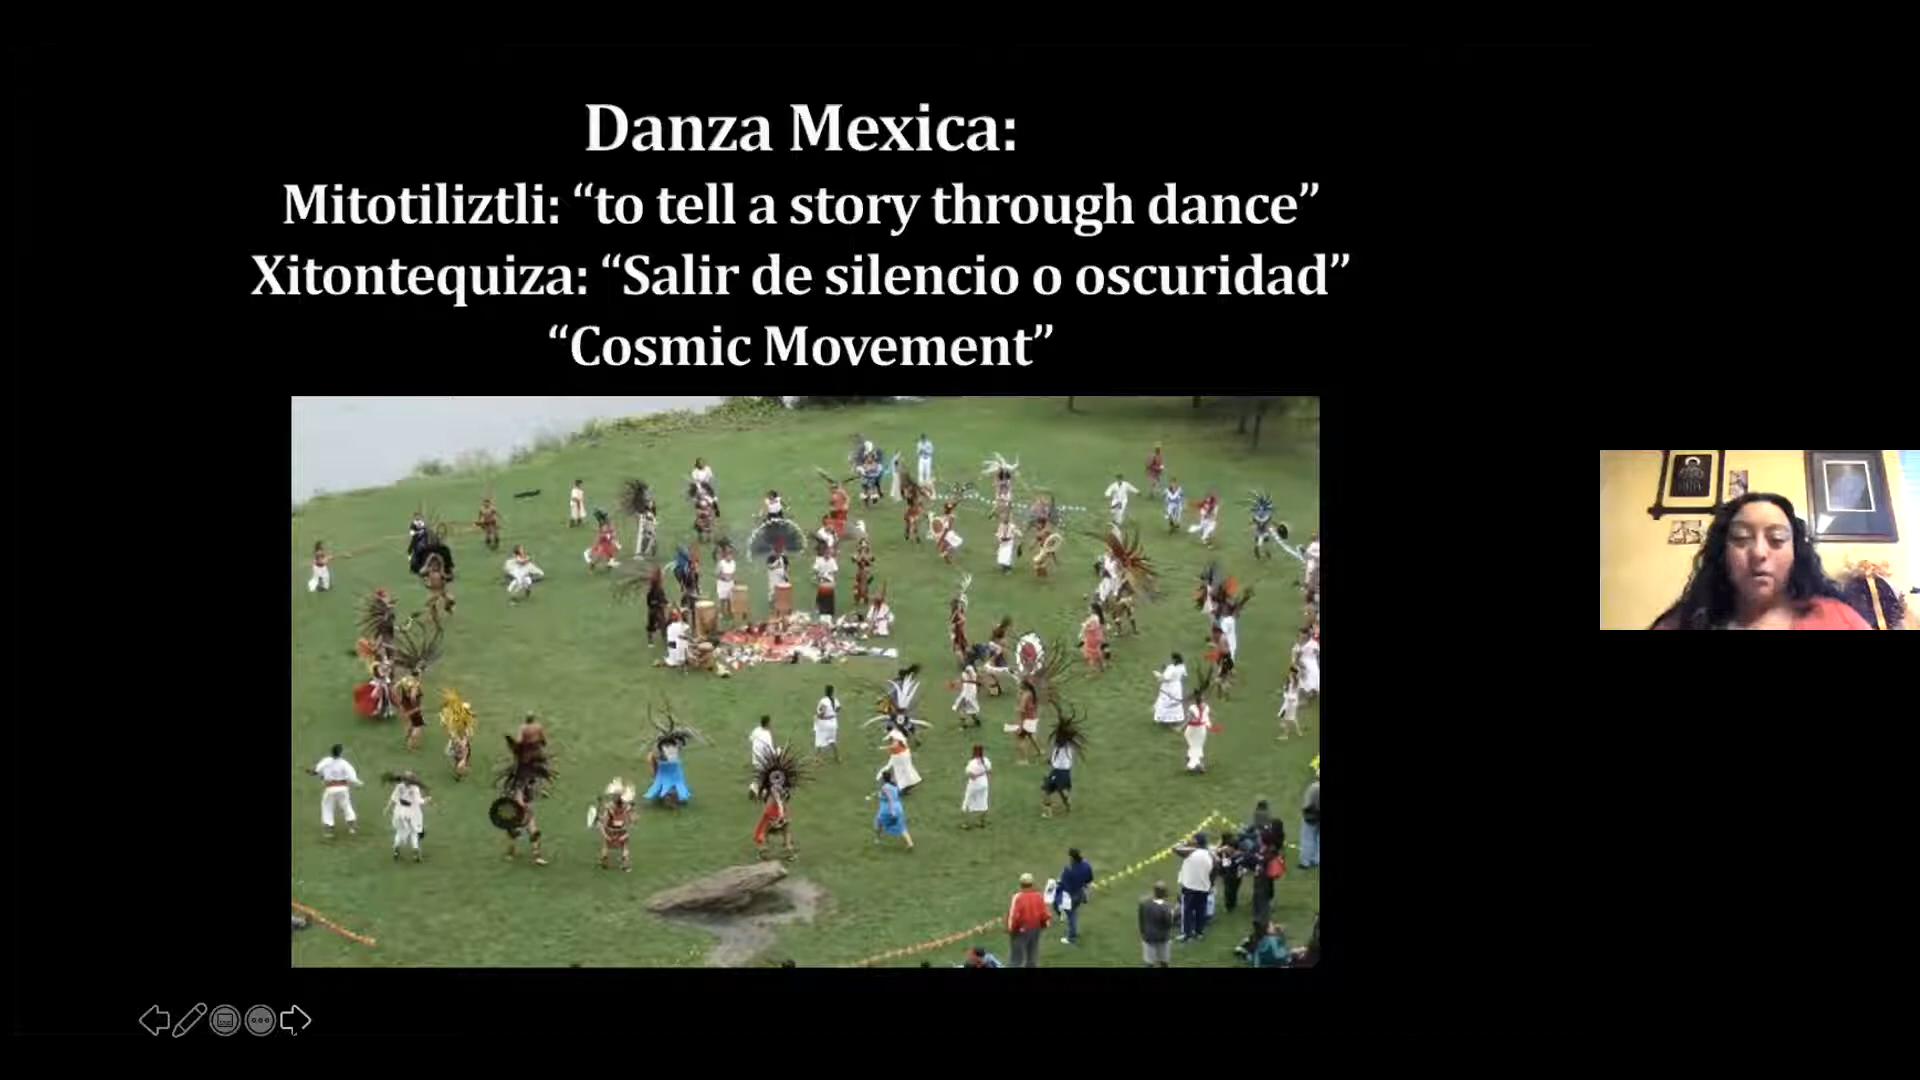 Danza Mexica:
Mitotiliztli: “to tell a story through dance”
Xitontequiza: “Salir de silencio o oscuridad”
“Cosmic Movement”